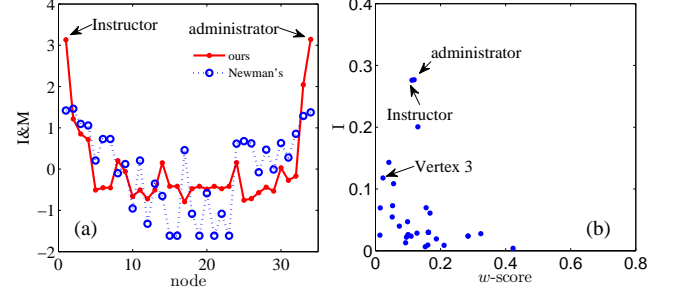 4
3
2
1
0
−1
−2
I&M
Instructor
administrator
ours
Newman's
(a)
0
10
20
30
node
0.4
0.3
0.2
0.1
0
I
administrator
Instructor
Vertex 3
(b)
0
0.2
0.4
0.6
0.8
w-score